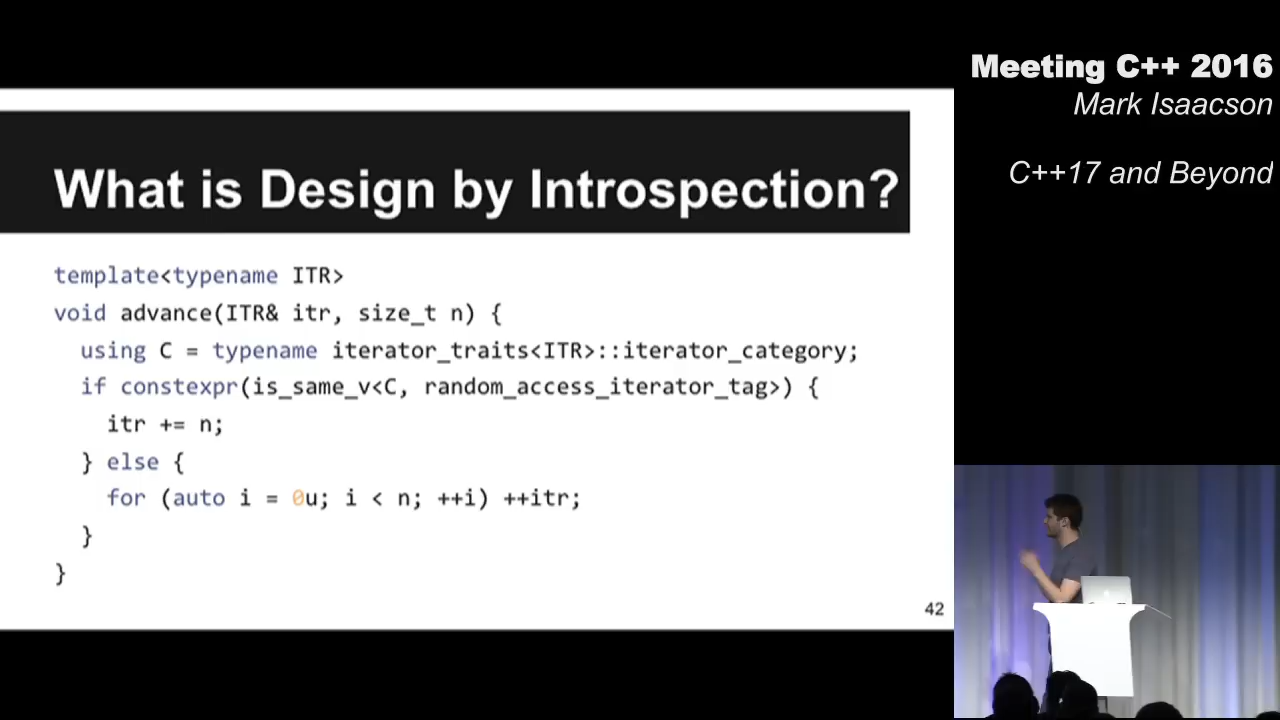 Meeting C++ 2016
Mark Isaacson
C++17 and Beyond
What is Design by Introspection?
template<typename ITR>
void advance(ITR& itr, size_t n) {
using C = typename iterator_traits<ITR>::iterator_category;
if constexpr(is_same_v<C, random_access_iterator_tag>) {
itr += n;
} else {
for (auto i = 0u; i < n; ++i) ++itr;
}
}
42